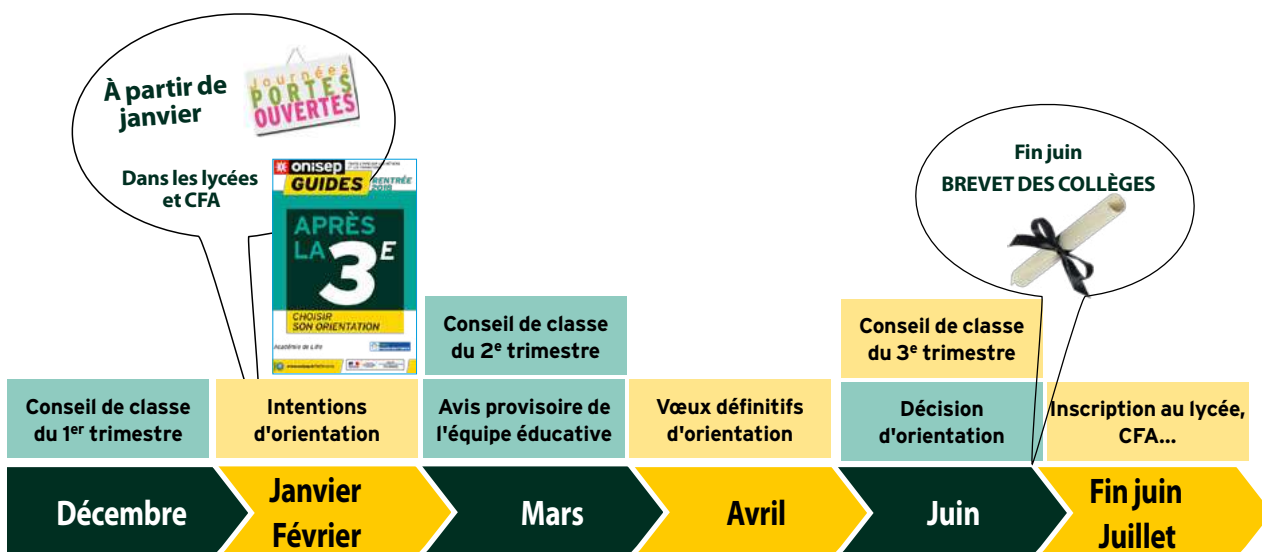 À partir de
janvier
Journées
PORTES
OUVERTES
Dans les lycées
et CFA
onisep
GUIDES
RENTRÉE
APRÈS
LA 3E
CHOISIR
SON ORIENTATION
Académie de Lille
Fin juin
BREVET DES COLLÈGES
Conseil de classe
du 2e trimestre
Conseil de classe
du 3e trimestre
Conseil de classe
du 1er trimestre
Intentions
d'orientation
Avis provisoire de
l'équipe éducative
Vœux définitifs
d'orientation
Décision
d'orientation
Inscription au lycée,
CFA...
Décembre
Janvier
Février
Mars
Avril
Juin
Fin juin
Juillet